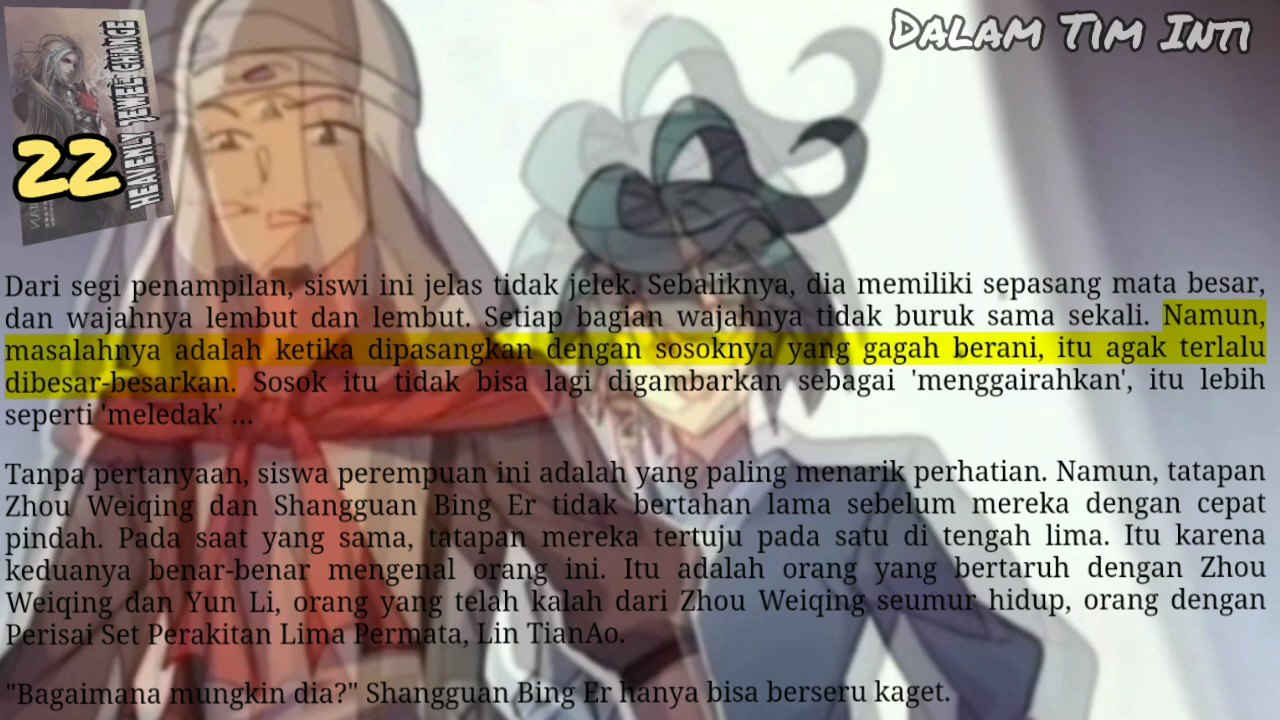 Dalam Tim Inti
HEAVENLY JEWEL CHANGE
22
Dari segi penampilan, siswi ini jelas tidak jelek. Sebaliknya, dia memiliki sepasang mata besar,
dan wajahnya lembut dan lembut. Setiap bagian wajahnya tidak buruk sama sekali. Namun,
masalahnya adalah ketika dipasangkan dengan sosoknya yang gagah berani, itu agak terlalu
dibesar-besarkan. Sosok itu tidak bisa lagi digambarkan sebagai 'menggairahkan', itu lebih
seperti 'meledak' ...
Tanpa pertanyaan, siswa perempuan ini adalah yang paling menarik perhatian. Namun, tatapan
Zhou Weiqing dan Shangguan Bing Er tidak bertahan lama sebelum mereka dengan cepat
pindah. Pada saat yang sama, tatapan mereka tertuju pada satu di tengah lima. Itu karena
keduanya benar-benar mengenal orang ini. Itu adalah orang yang bertaruh dengan Zhou
Weiqing dan Yun Li, orang yang telah kalah dari Zhou Weiqing seumur hidup, orang dengan
Perisai Set Perakitan Lima Permata, Lin TianAo.
"Bagaimana mungkin dia?" Shangguan Bing Er hanya bisa berseru kaget.